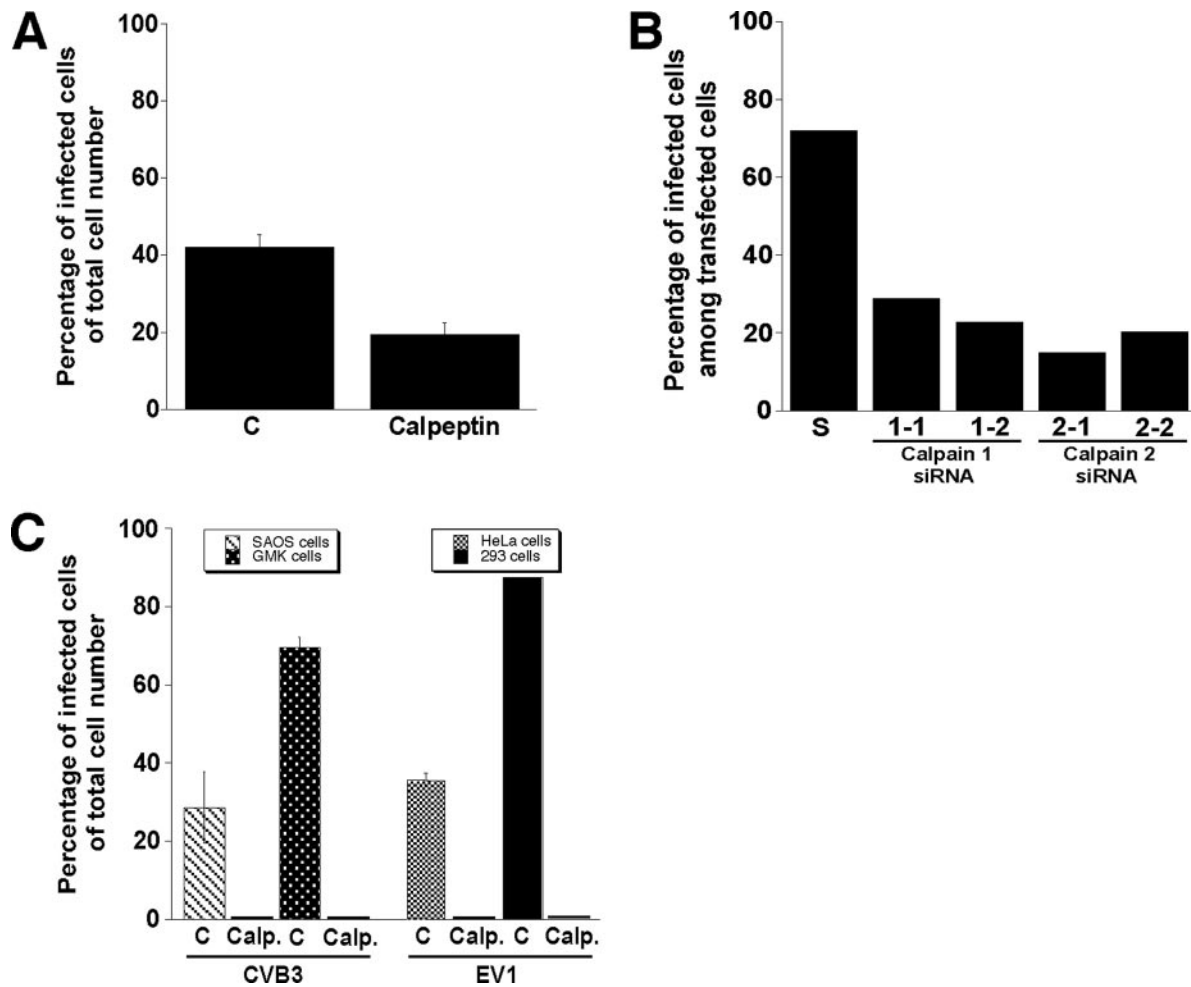 A
Percentage of infected cells
of total cell number
100
80
60
40
20
0
C
Calpeptin
B
Percentage of infected cells
among transfected cells
100
80
60
40
20
0
S
1-1
1-2
2-1
2-2
Calpain 1
siRNA
Calpain 2
siRNA
C
Percentage of infected cells
of total cell number
100
80
60
40
20
0
SAOS cells
GMK cells
HeLa cells
293 cells
C
Calp.
C
Calp.
C
Calp.
C
Calp.
CVB3
EV1